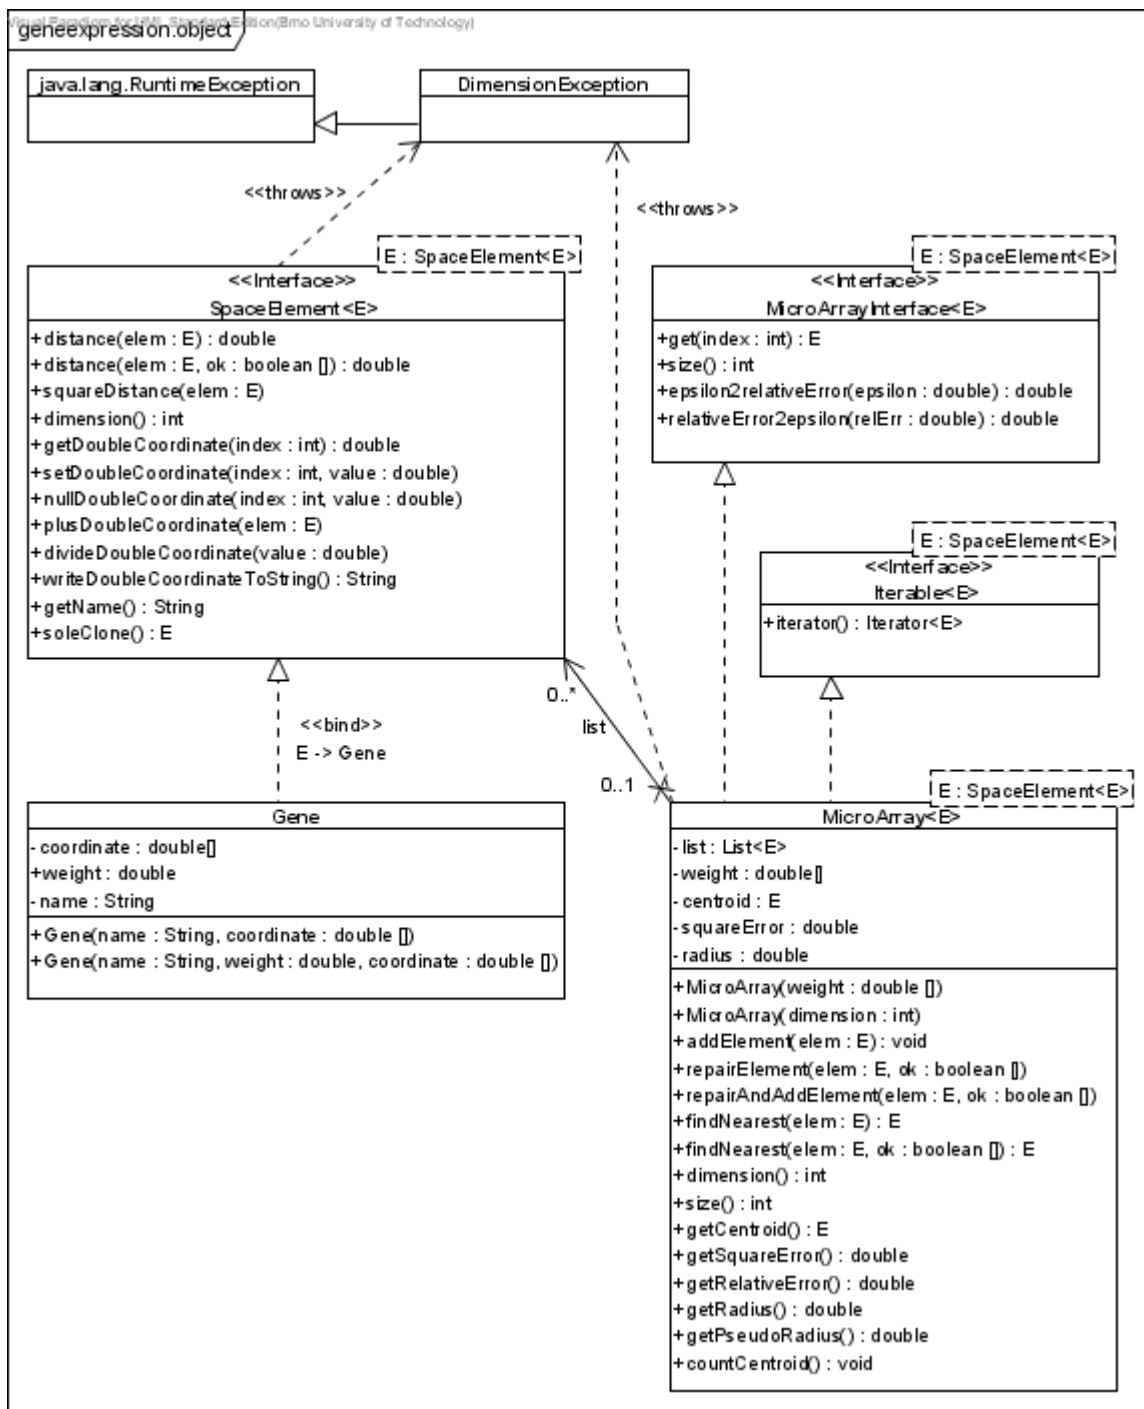 Visual Paradigm for UML Standard Edition(Brno University of Technology)
geneexpression.object
java.lang.RuntimeException
DimensionException
<<throws>>
<<throws>>
E : SpaceElement<E>
<<Interface>>
SpaceElement<E>
+distance(elem : E) : double
+distance(elem : E, ok : boolean []) : double
+squareDistance(elem : E)
+dimension() : int
+getDoubleCoordinate(index : int) : double
+setDoubleCoordinate(index : int, value : double)
+nullDoubleCoordinate(index : int, value : double)
+plusDoubleCoordinate(elem : E)
+divideDoubleCoordinate(value : double)
+writeDoubleCoordinateToString() : String
+getName() : String
+soleClone() : E
E : SpaceElement<E>
<<Interface>>
MicroArrayInterface<E>
+get(index : int) : E
+size() : int
+epsilon2relativeError(epsilon : double) : double
+relativeError2epsilon(relErr : double) : double
E : SpaceElement<E>
<<Interface>>
Iterable<E>
+iterator() : Iterator<E>
<<bind>>
E -> Gene
0..*
list
0..1
Gene
-coordinate : double[]
+weight : double
-name : String
+Gene(name : String, coordinate : double [])
+Gene(name : String, weight : double, coordinate : double [])
E : SpaceElement<E>
MicroArray<E>
-list : List<E>
-weight : double[]
-centroid : E
-squareError : double
-radius : double
+MicroArray(weight : double [])
+MicroArray(dimension : int)
+addElement(elem : E) : void
+repairElement(elem : E, ok : boolean [])
+repairAndAddElement(elem : E, ok : boolean [])
+findNearest(elem : E) : E
+findNearest(elem : E, ok : boolean []) : E
+dimension() : int
+size() : int
+getCentroid() : E
+getSquareError() : double
+getRelativeError() : double
+getRadius() : double
+getPseudoRadius() : double
+countCentroid() : void